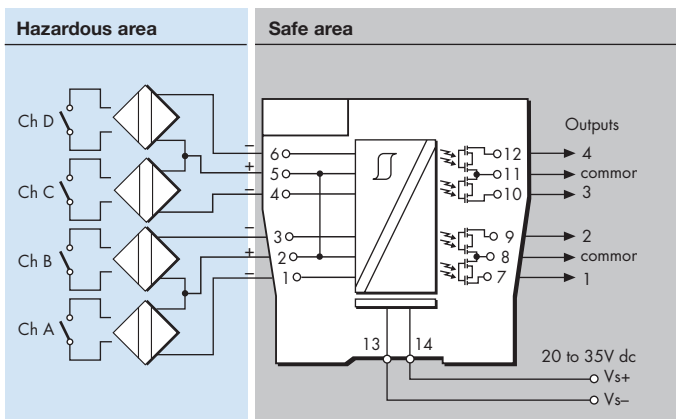 Hazardous area
Safe area
Ch D
Ch C
Ch B
Ch A
−
6
+
5
−
4
−
3
+
2
−
1
12
11
10
9
8
7
Outputs
4
commor
3
2
commor
1
13 14
20 to 35V dc
Vs+
Vs−